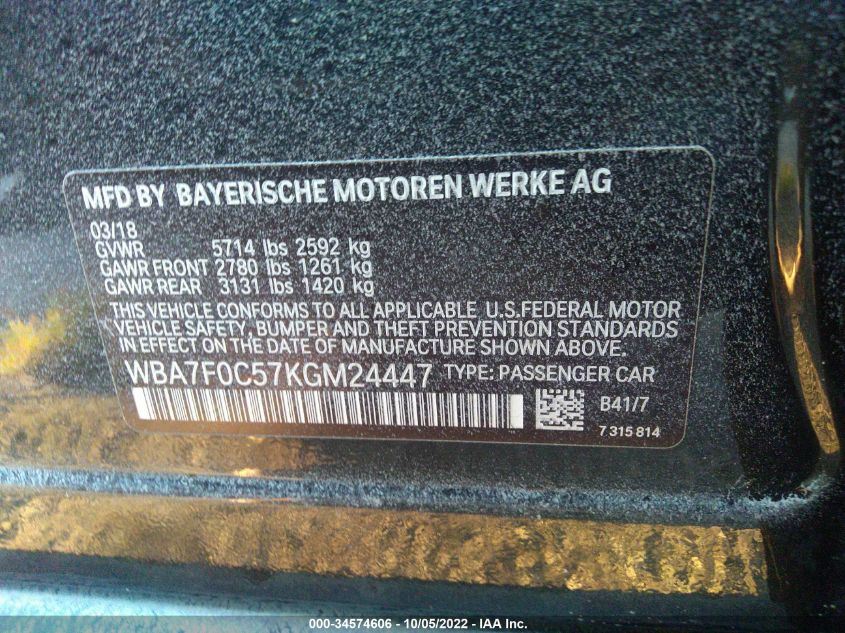 MFD BY BAYERISCHE MOTOREN WERKE AG
03/18
GVWR 5714 lbs 2592 kg
GAWR FRONT 2780 lbs 1261 kg
GAWR REAR 3131 lbs 1420 kg
THIS VEHICLE CONFORMS TO ALL APPLICABLE U.S.FEDERAL MOTOR
VEHICLE SAFETY, BUMPER AND THEFT PREVENTION STANDARDS
IN EFFECT ON THE DATE OF MANUFACTURE SHOWN ABOVE.
WBA7F0C57KGM24447 TYPE: PASSENGER CAR
B41/7
7 315 814
000-34574606 - 10/05/2022 - IAA Inc.